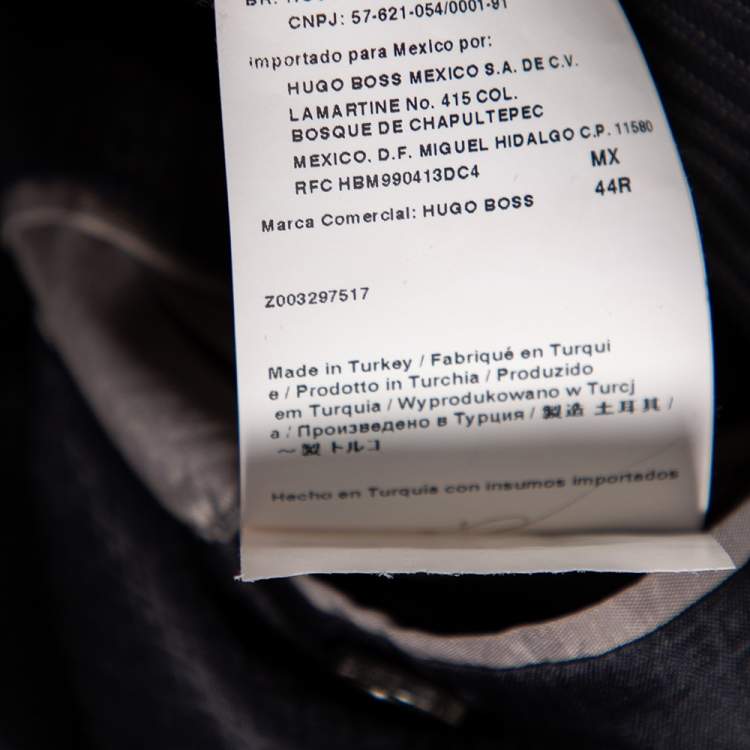 CNPJ: 57-621-054/0001-91
importado para Mexico por:
HUGO BOSS MEXICO S.A. DE C.V.
LAMARTINE No. 415 COL.
BOSQUE DE CHAPULTEPEC
MEXICO. D.F. MIGUEL HIDALGO C.P. 11580
RFC HBM990413DC4 MX
44R
Marca Comercial: HUGO BOSS
Z003297517
Made in Turkey / Fabriqué en Turqui
e / Prodotto in Turchia / Produzido
em Turquia / Wyprodukowano w Turcj
a / Произведено в Турция / 製造 土耳其 /
～製 トルコ
Hecho en Turquia con insumos importados